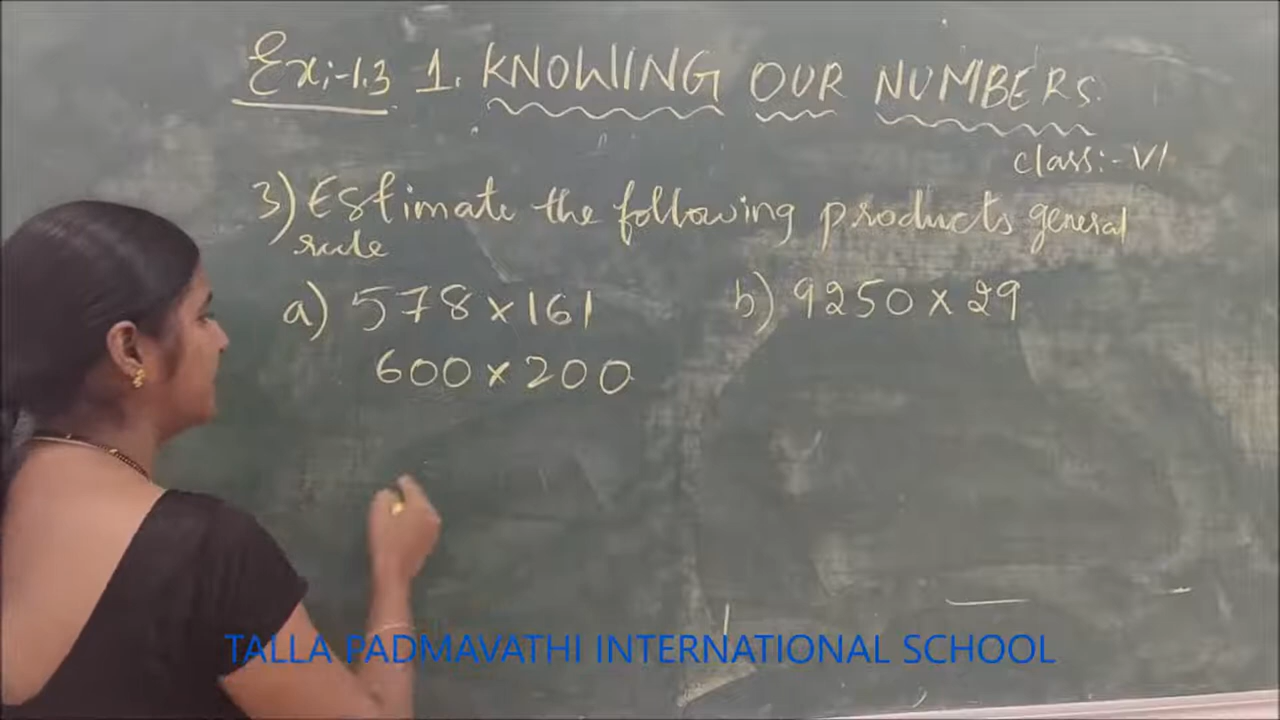 Ex:-1.3 1. KNOWING OUR NUMBERS.
class:- VI
3) Estimate the following products general
rule
a) 578 x 161 b) 9250 x 29
600 x 200
TALLA PADMAVATHI INTERNATIONAL SCHOOL